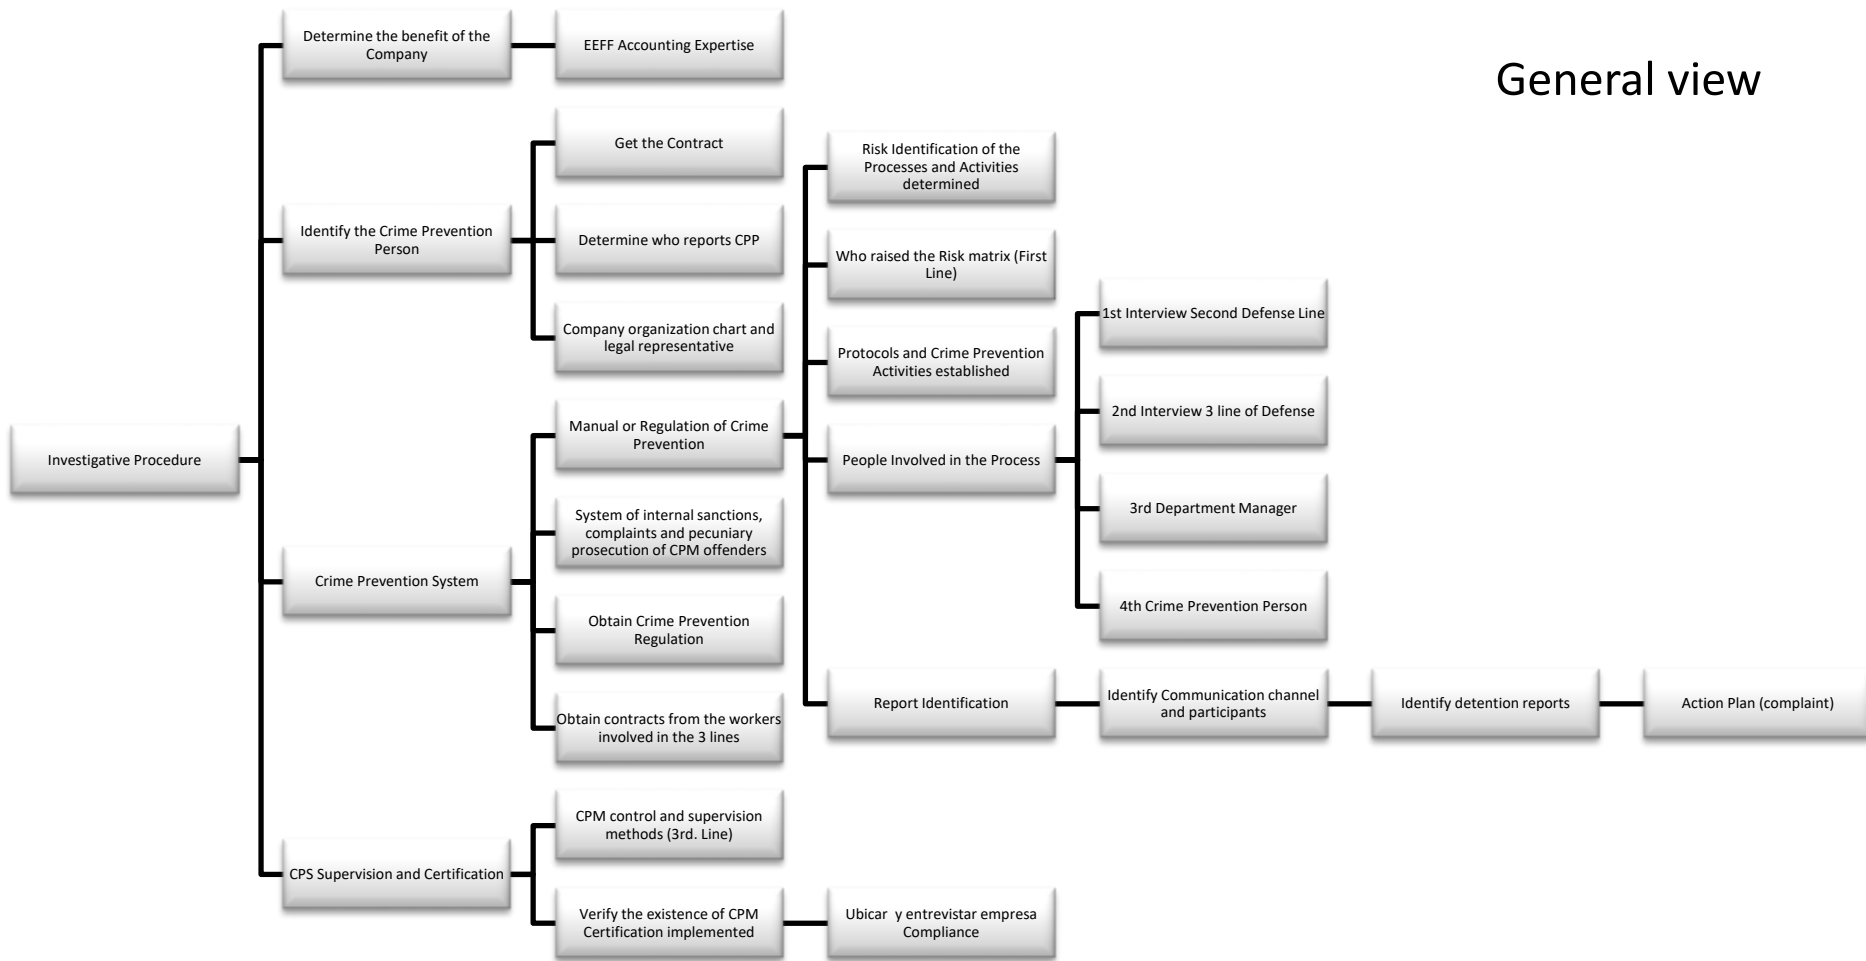 General view
Investigative Procedure
Determine the benefit of the
Company
EEFF Accounting Expertise
Identify the Crime Prevention
Person
Get the Contract
Determine who reports CPP
Company organization chart and
legal representative
Crime Prevention System
Manual or Regulation of Crime
Prevention
Risk Identification of the
Processes and Activities
determined
Who raised the Risk matrix (First
Line)
Protocols and Crime Prevention
Activities established
People Involved in the Process
1st Interview Second Defense Line
2nd Interview 3 line of Defense
3rd Department Manager
4th Crime Prevention Person
Report Identification
Identify Communication channel
and participants
Identify detention reports
Action Plan (complaint)
System of internal sanctions,
complaints and pecuniary
prosecution of CPM offenders
Obtain Crime Prevention
Regulation
Obtain contracts from the workers
involved in the 3 lines
CPS Supervision and Certification
CPM control and supervision
methods (3rd. Line)
Verify the existence of CPM
Certification implemented
Ubicar y entrevistar empresa
Compliance